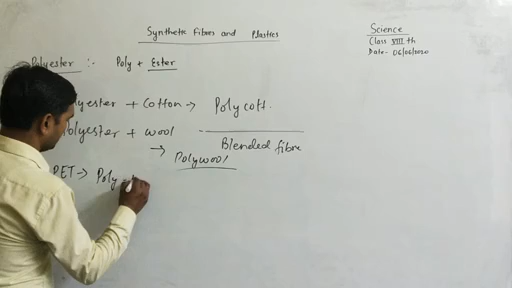 Synthetic Fibres and Plastics
Science
Class VIII th
Date- 06/06/2020
Polyester :- Poly + Ester
Polyester + Cotton → Polycott.
Polyester + wool
→ Polywool
Blended fibre
PET → Poly